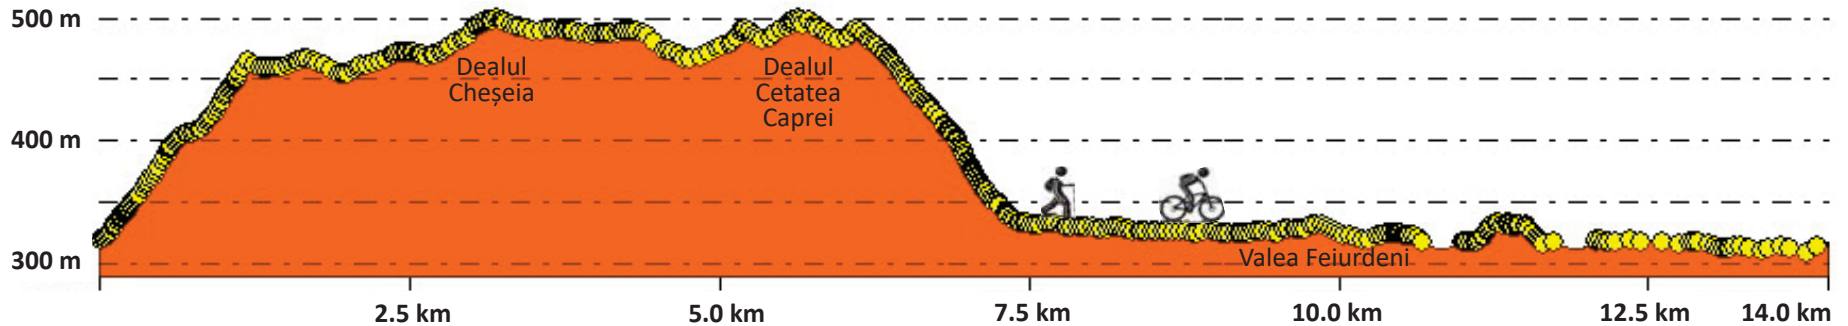 500 m
400 m
300 m
Dealul
Cheșeia
Dealul
Cetatea
Caprei
Valea Feiurdeni
2.5 km
5.0 km
7.5 km
10.0 km
12.5 km
14.0 km